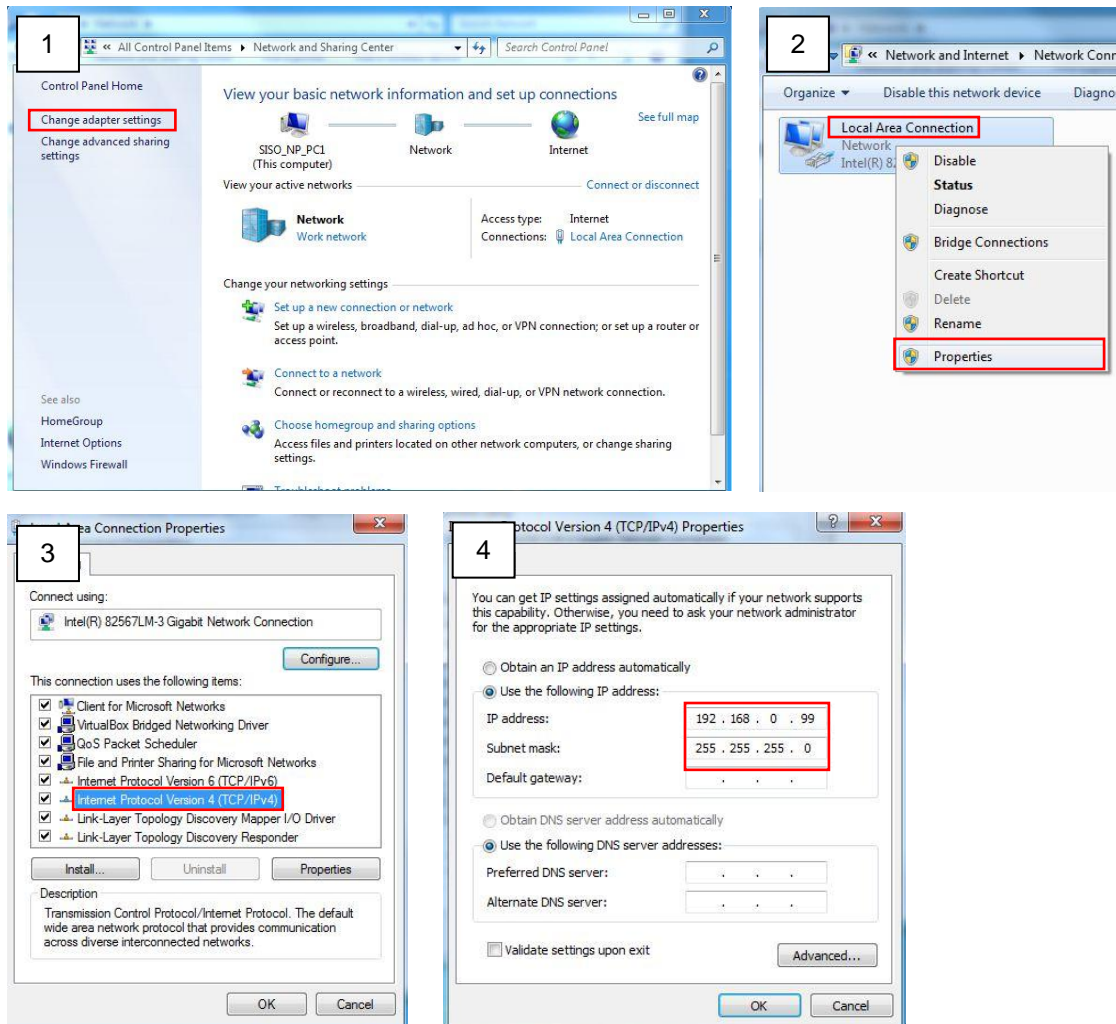 1
« All Control Panel Items ▸ Network and Sharing Center
Search Control Panel
Control Panel Home
Change adapter settings
Change advanced sharing
settings
See also
HomeGroup
Internet Options
Windows Firewall
View your basic network information and set up connections
See full map
SISO_NP_PC1
(This computer)
Network
Internet
View your active networks
Connect or disconnect
Network
Work network
Access type: Internet
Connections: Local Area Connection
Change your networking settings
Set up a new connection or network
Set up a wireless, broadband, dial-up, ad hoc, or VPN connection; or set up a router or
access point.
Connect to a network
Connect or reconnect to a wireless, wired, dial-up, or VPN network connection.
Choose homegroup and sharing options
Access files and printers located on other network computers, or change sharing
settings.
Troubleshoot problems
2
« Network and Internet ▸ Network Conn
Organize
Disable this network device
Diagno
Local Area Connection
Network
Intel(R) 82
Disable
Status
Diagnose
Bridge Connections
Create Shortcut
Delete
Rename
Properties
3
ea Connection Properties
Connect using:
Intel(R) 82567LM-3 Gigabit Network Connection
Configure...
This connection uses the following items:
Client for Microsoft Networks
VirtualBox Bridged Networking Driver
QoS Packet Scheduler
File and Printer Sharing for Microsoft Networks
Internet Protocol Version 6 (TCP/IPv6)
Internet Protocol Version 4 (TCP/IPv4)
Link-Layer Topology Discovery Mapper I/O Driver
Link-Layer Topology Discovery Responder
Install...
Uninstall
Properties
Description
Transmission Control Protocol/Internet Protocol. The default
wide area network protocol that provides communication
across diverse interconnected networks.
OK
Cancel
4
otocol Version 4 (TCP/IPv4) Properties
You can get IP settings assigned automatically if your network supports
this capability. Otherwise, you need to ask your network administrator
for the appropriate IP settings.
Obtain an IP address automatically
Use the following IP address:
IP address: 192 . 168 . 0 . 99
Subnet mask: 255 . 255 . 255 . 0
Default gateway: . . .
Obtain DNS server address automatically
Use the following DNS server addresses:
Preferred DNS server: . . .
Alternate DNS server: . . .
Validate settings upon exit
Advanced...
OK
Cancel